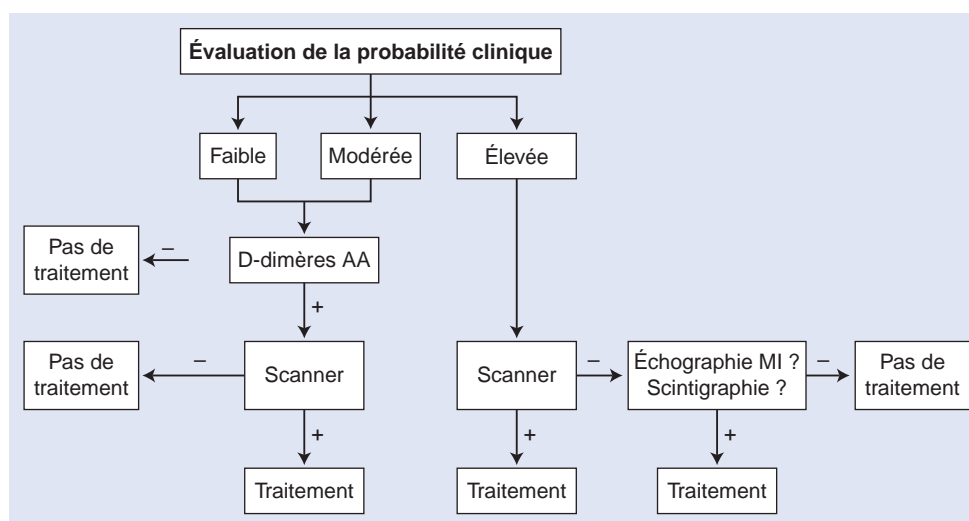 Évaluation de la probabilité clinique
Faible
Modérée
Élevée
Pas de
traitement
–
D-dimères AA
+
Pas de
traitement
–
Scanner
Scanner
–
Échographie MI ?
Scintigraphie ?
–
Pas de
traitement
+
+
+
Traitement
Traitement
Traitement